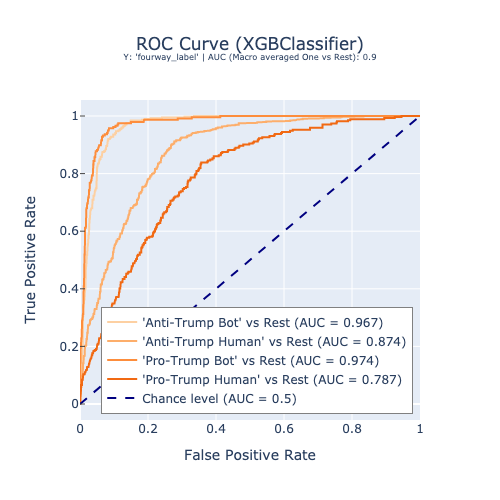 ROC Curve (XGBClassifier)
Y: 'fourway_label' | AUC (Macro averaged One vs Rest): 0.9
True Positive Rate
1
0.8
0.6
0.4
0.2
0
'Anti-Trump Bot' vs Rest (AUC = 0.967)
'Anti-Trump Human' vs Rest (AUC = 0.874)
'Pro-Trump Bot' vs Rest (AUC = 0.974)
'Pro-Trump Human' vs Rest (AUC = 0.787)
Chance level (AUC = 0.5)
0 0.2 0.4 0.6 0.8 1
False Positive Rate